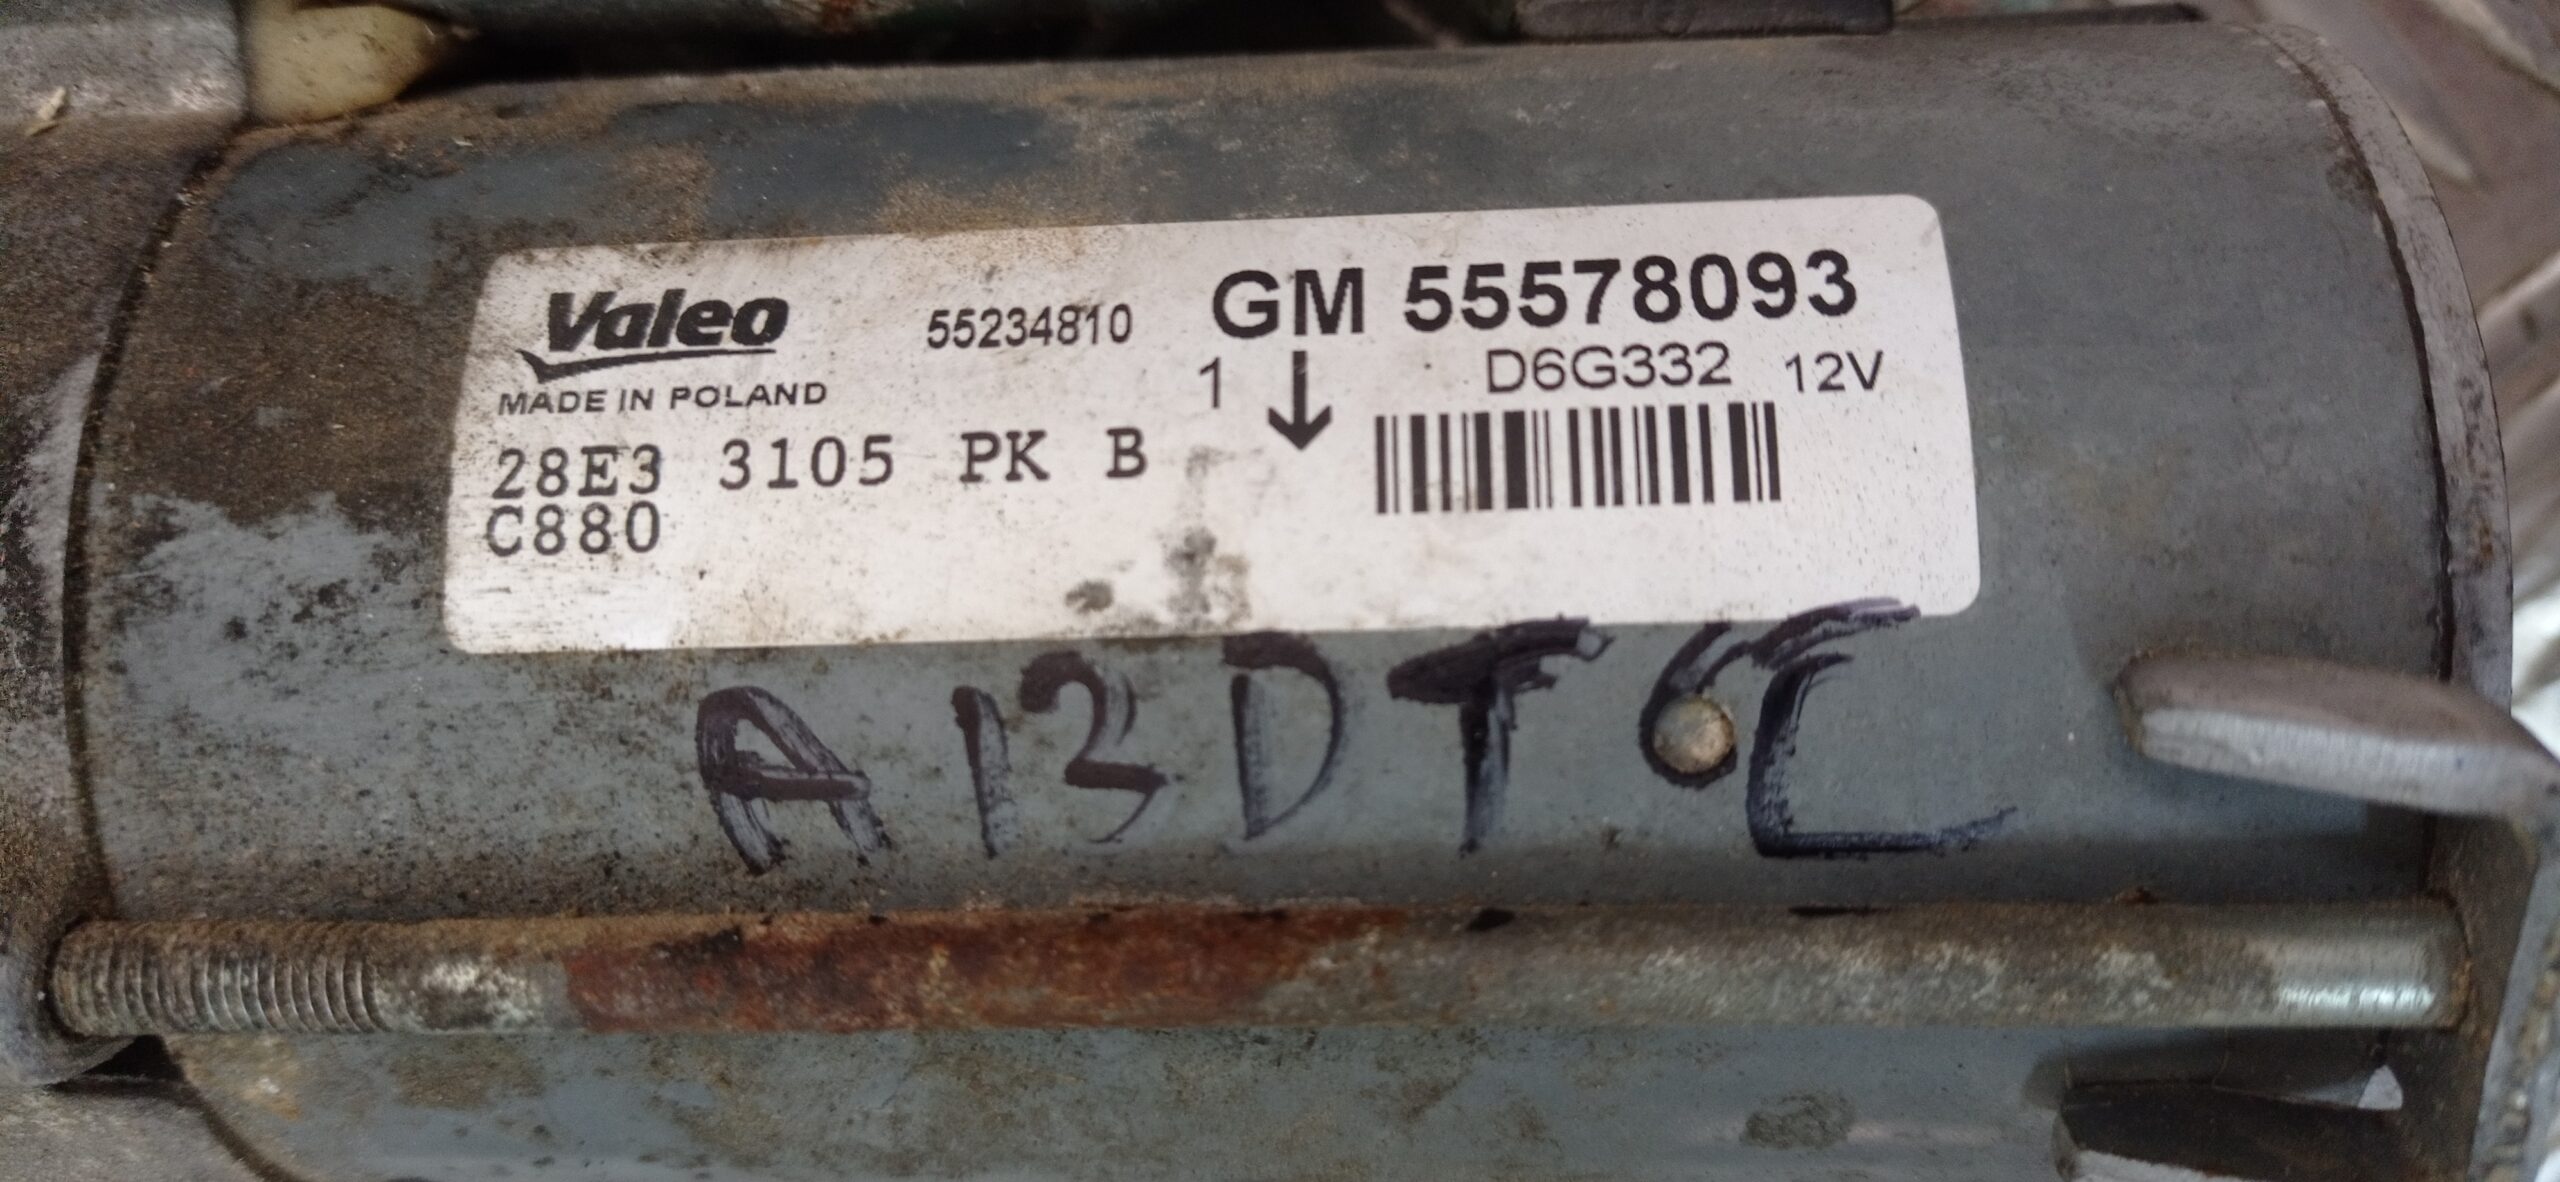 Valeo 55234810 GM 55578093
MADE IN POLAND 1 ↓ D6G332 12V
28E3 3105 PK B
C880
A13DTC